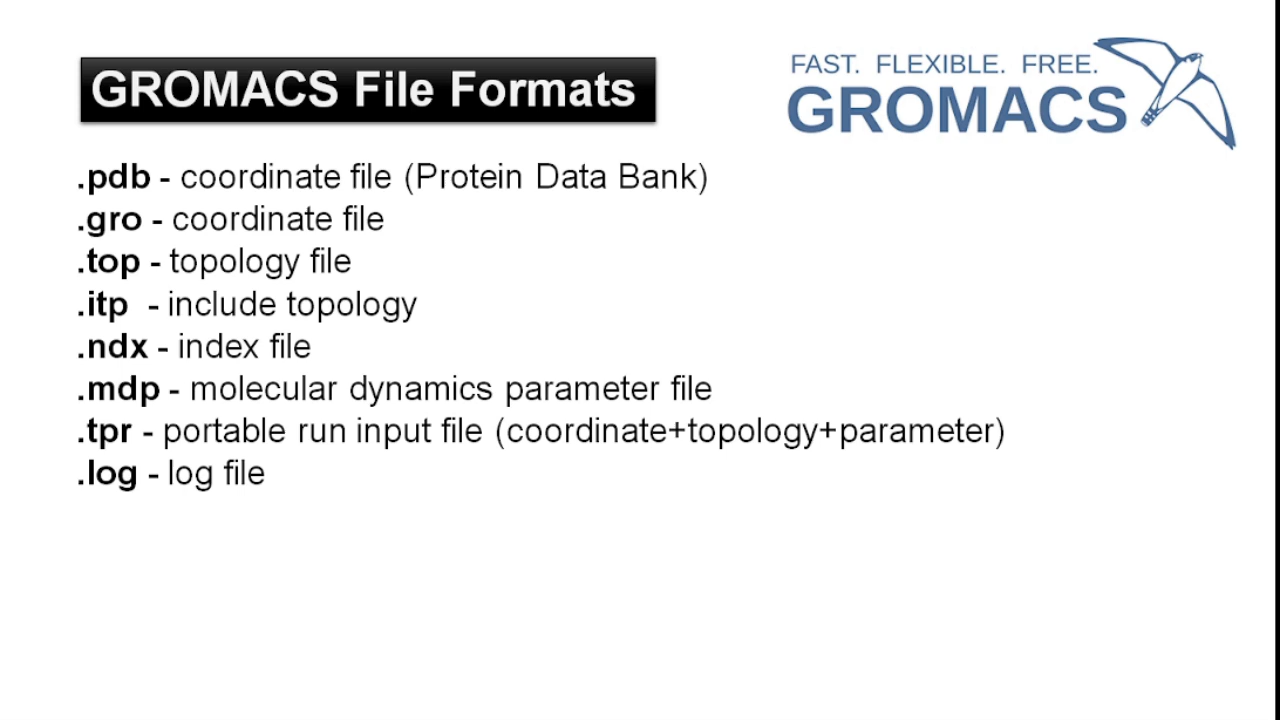 GROMACS File Formats
FAST. FLEXIBLE. FREE.
GROMACS
.pdb - coordinate file (Protein Data Bank)
.gro - coordinate file
.top - topology file
.itp - include topology
.ndx - index file
.mdp - molecular dynamics parameter file
.tpr - portable run input file (coordinate+topology+parameter)
.log - log file